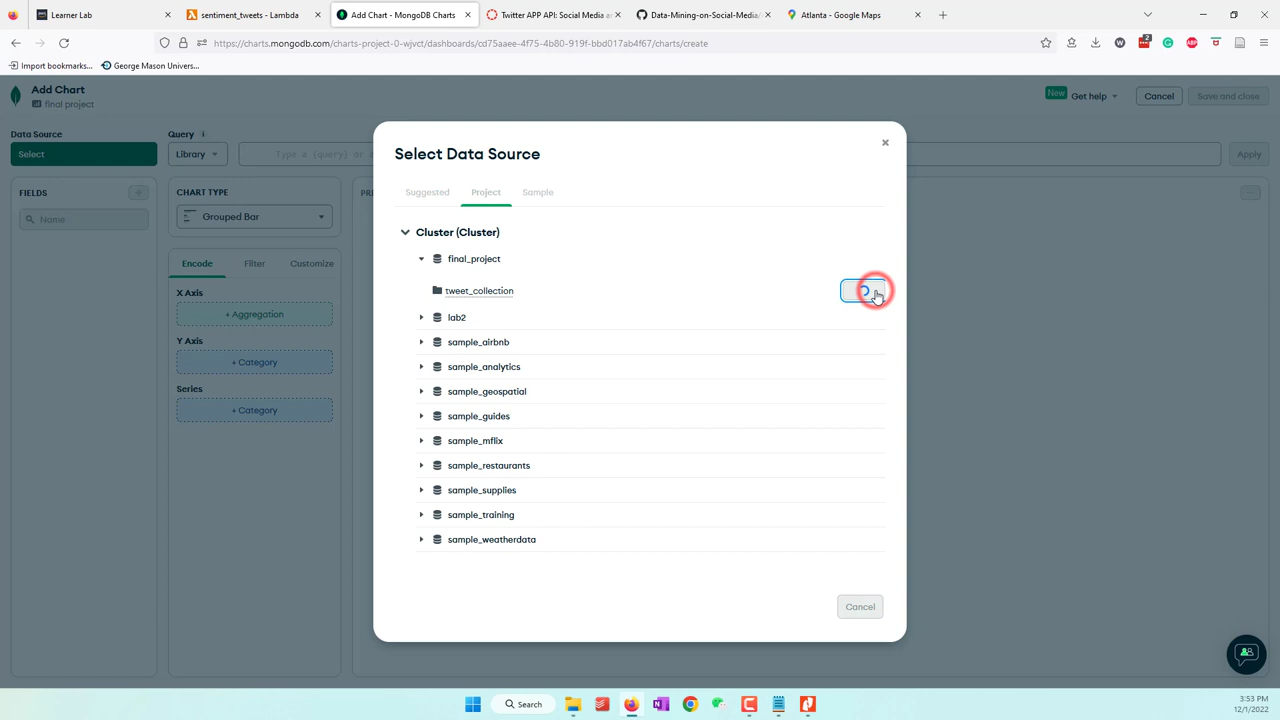 Learner Lab
sentiment_tweets - Lambda
Add Chart - MongoDB Charts
Twitter APP API: Social Media a
Data-Mining-on-Social-Media/
Atlanta - Google Maps
https://charts.mongodb.com/charts-project-0-wjvct/dashboards/cd75aaee-4f75-4b80-919f-bbd017ab4f67/charts/create
2
Import bookmarks...
George Mason Univers...
Add Chart
final project
New
Get help
Cancel
Save and close
Data Source
Query
Select
Library
Type a {query} or a
Apply
FIELDS
Name
CHART TYPE
Grouped Bar
Encode
Filter
Customize
X Axis
+ Aggregation
Y Axis
+ Category
Series
+ Category
Select Data Source
Suggested
Project
Sample
Cluster (Cluster)
final_project
tweet_collection
lab2
sample_airbnb
sample_analytics
sample_geospatial
sample_guides
sample_mflix
sample_restaurants
sample_supplies
sample_training
sample_weatherdata
Cancel
Search
3:53 PM
12/1/2022